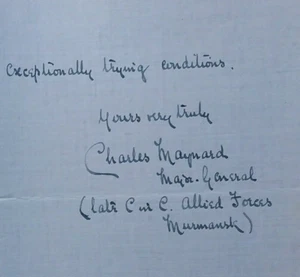 exceptionally trying conditions.
Yours very truly
Charles Maynard
Major-General
(late C in C. Allied Forces
Murmansk)